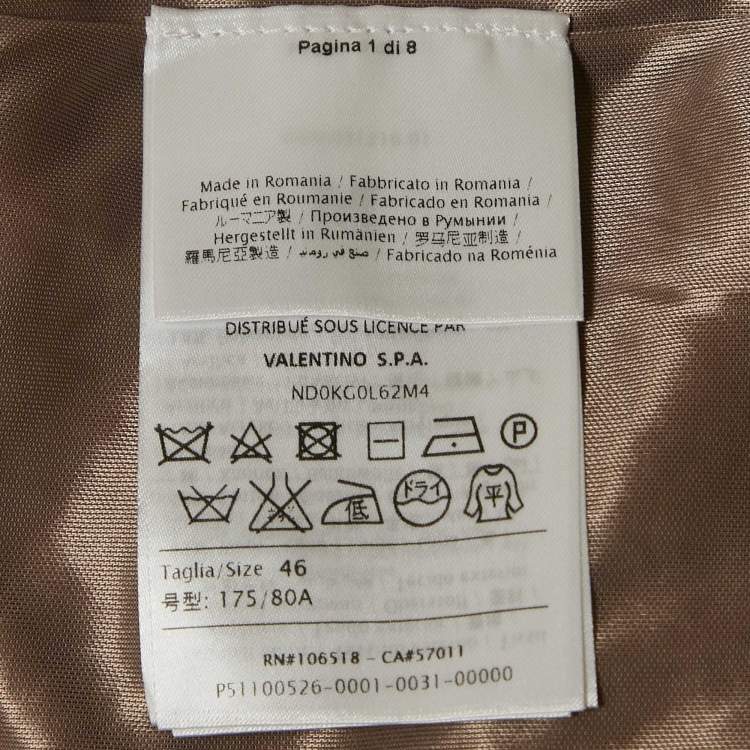 Pagina 1 di 8
Made in Romania / Fabbricato in Romania /
Fabriqué en Roumanie / Fabricado en Romania /
ルーマニア製 / Произведено в Румынии /
Hergestellt in Rumänien / 罗马尼亚制造 /
羅馬尼亞製造 / صنع في رومانيا / Fabricado na Roménia
DISTRIBUÉ SOUS LICENCE PAR
VALENTINO S.P.A.
ND0KG0L62M4
P
低 ドライ 平
Taglia/Size 46
号型: 175/80A
RN#106518 - CA#57011
P51100526-0001-0031-00000